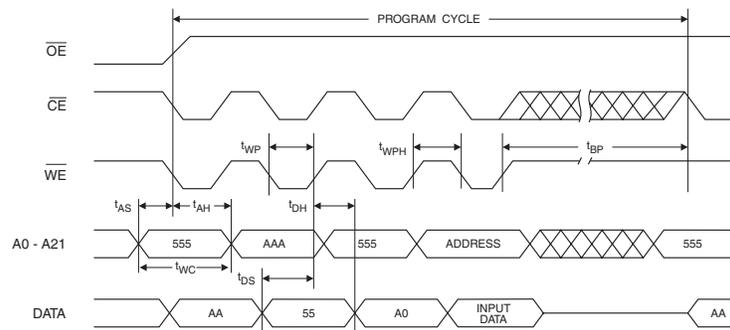 PROGRAM CYCLE
OE
CE
tWP
tWPH
tBP
WE
tAS
tAH
tDH
A0 - A21
555
AAA
555
ADDRESS
555
tWC
tDS
DATA
AA
55
A0
INPUT
DATA
AA